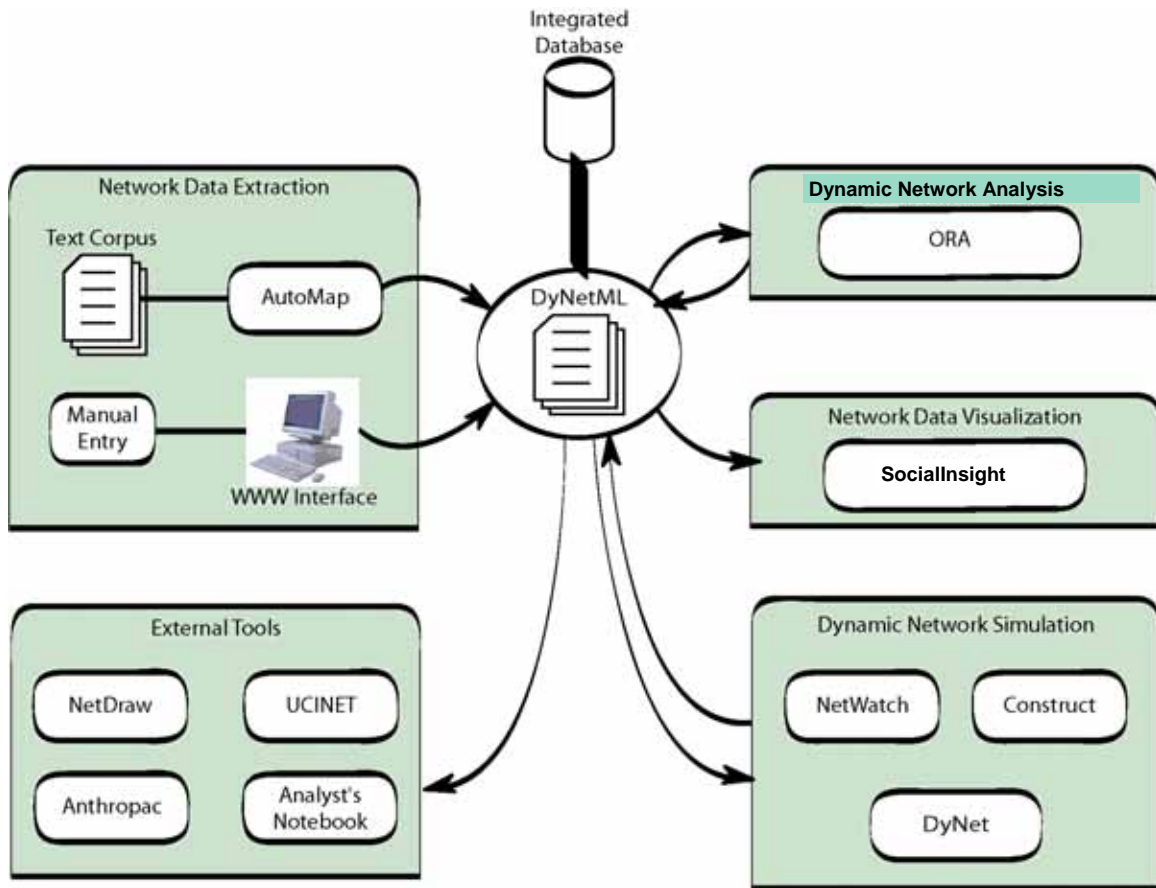 Integrated
Database
Network Data Extraction
Text Corpus
AutoMap
Manual
Entry
WWW Interface
DyNetML
Dynamic Network Analysis
ORA
Network Data Visualization
SocialInsight
External Tools
NetDraw
UCINET
Anthropac
Analyst's
Notebook
Dynamic Network Simulation
NetWatch
Construct
DyNet